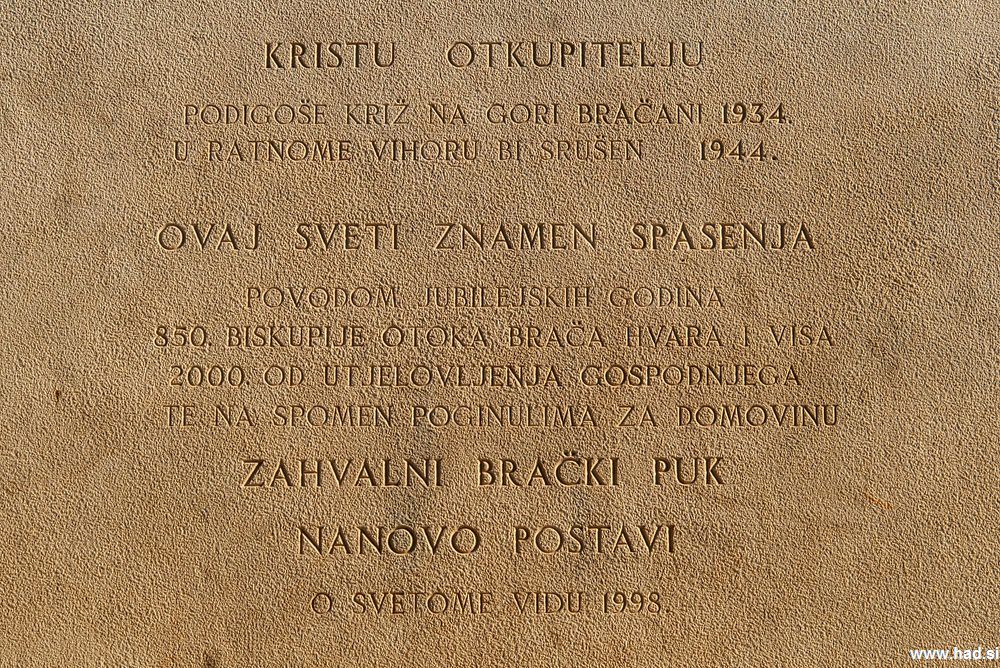 KRISTU OTKUPITELJU
PODIGOŠE KRIŽ NA GORI BRAČANI 1934.
U RATNOME VIHORU BI SRUŠEN 1944.
OVAJ SVETI ZNAMEN SPASENJA
POVODOM JUBILEJSKIH GODINA
850. BISKUPIJE OTOKA BRAČA HVARA I VISA
2000. OD UTJELOVLJENJA GOSPODNJEGA
TE NA SPOMEN POGINULIMA ZA DOMOVINU
ZAHVALNI BRAČKI PUK
NANOVO POSTAVI
O SVETOME VIDU 1998.
www.had.si